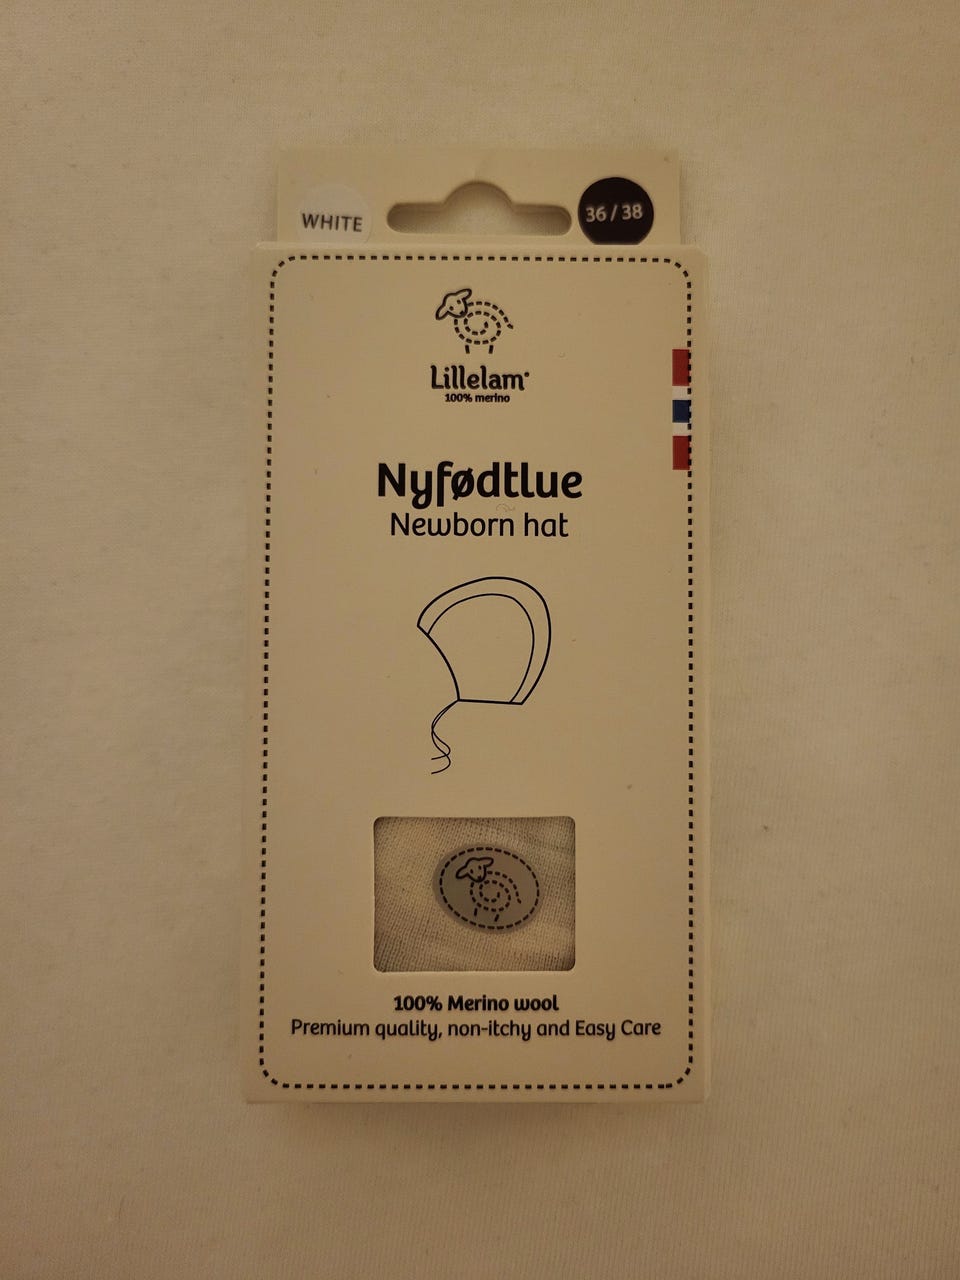 WHITE
36 / 38
Lillelam®
100% merino
Nyfødtlue
Newborn hat
100% Merino wool
Premium quality, non-itchy and Easy Care